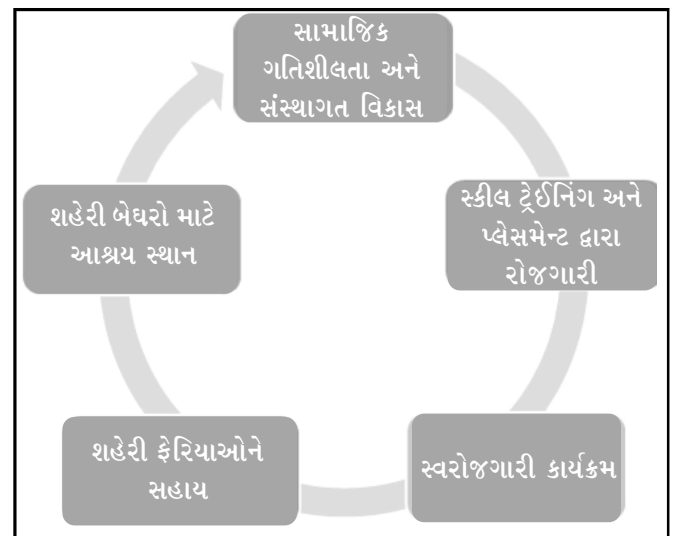 સામાજિક
ગતિશીલતા અને
સંસ્થાગત વિકાસ
સ્કીલ ટ્રેઈનિંગ અને
પ્લેસમેન્ટ દ્વારા
રોજગારી
સ્વરોજગારી કાર્યક્રમ
શહેરી ફેરિયાઓને
સહાય
શહેરી બેઘરો માટે
આશ્રય સ્થાન